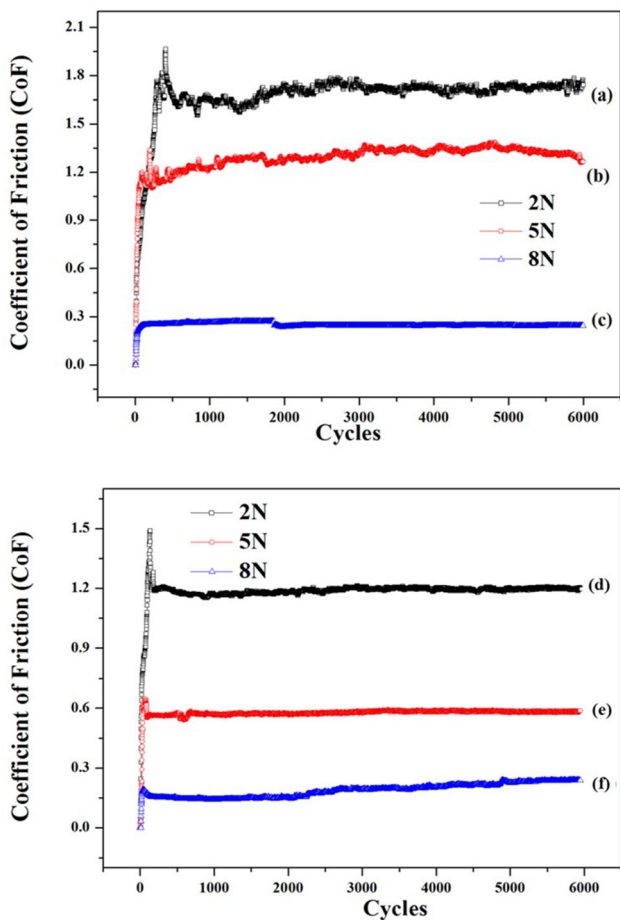 Coefficient of Friction (CoF)
2.1
1.8
1.5
1.2
0.9
0.6
0.3
0.0
(a)
(b)
2N
5N
8N
(c)
0 1000 2000 3000 4000 5000 6000
Cycles
Coefficient of Friction (CoF)
1.5
1.2
0.9
0.6
0.3
0.0
2N
5N
8N
(d)
(e)
(f)
0 1000 2000 3000 4000 5000 6000
Cycles